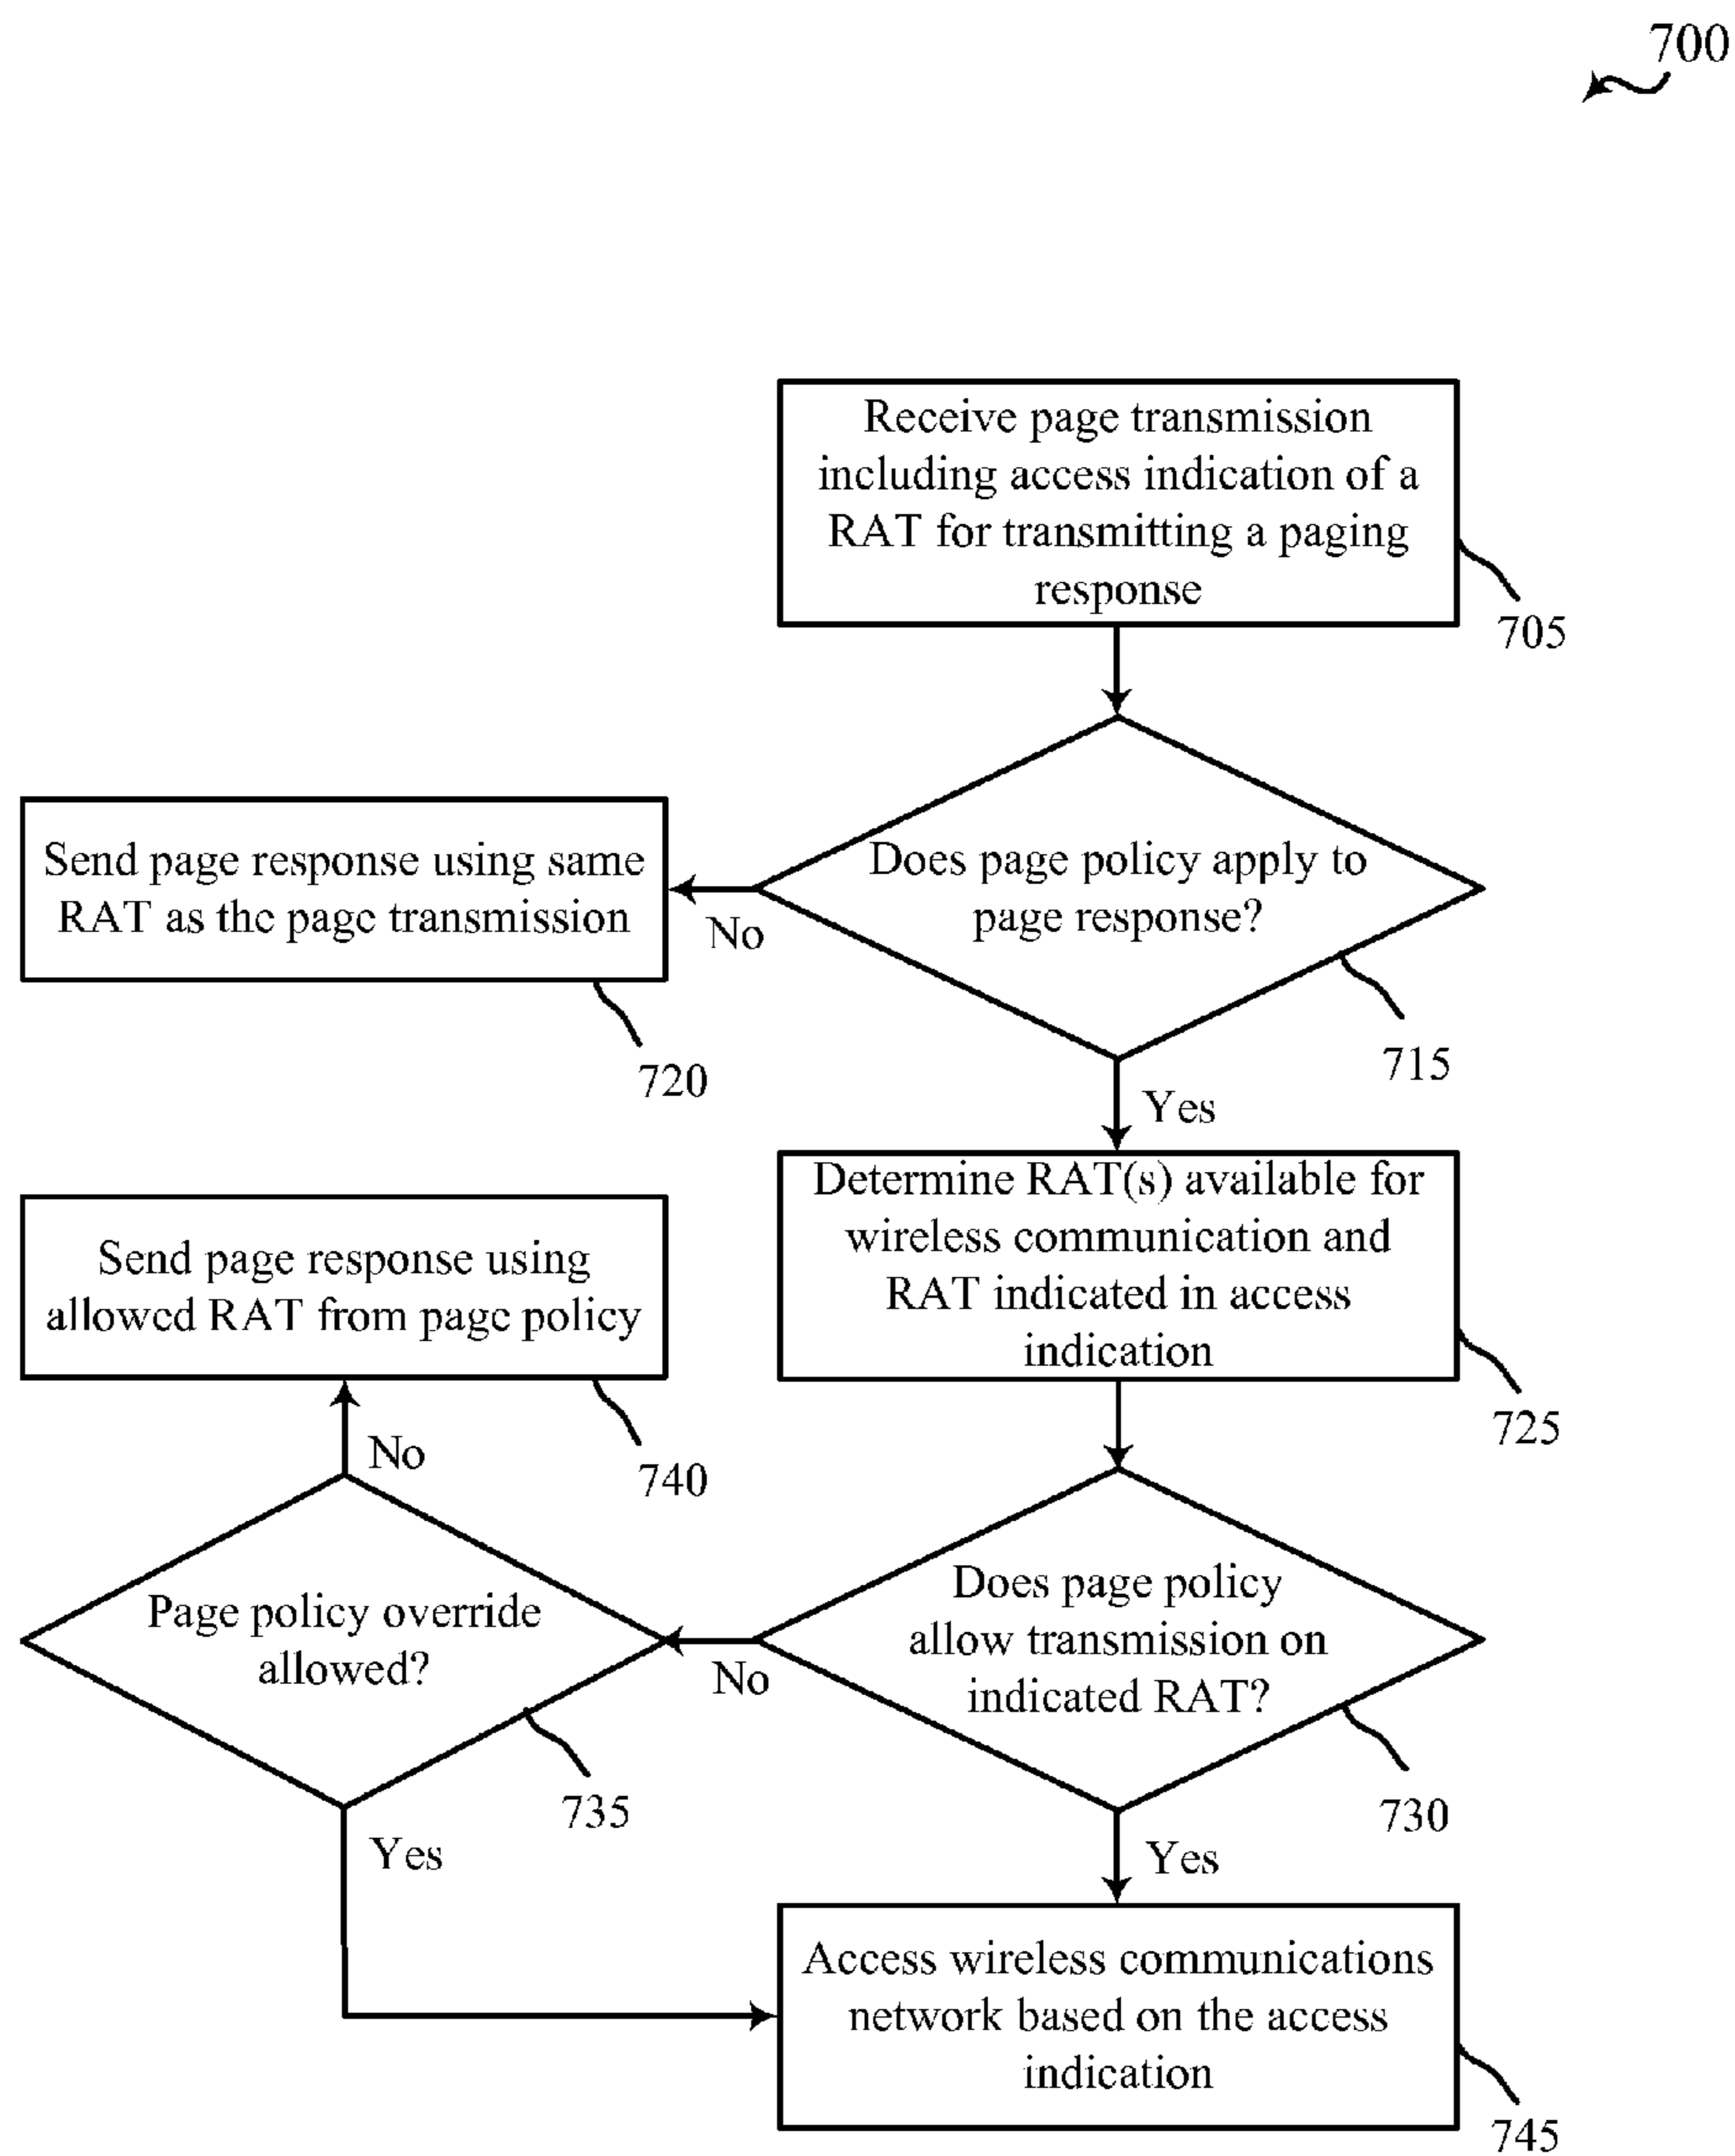 700
Receive page transmission
including access indication of a
RAT for transmitting a paging
response
705
Does page policy apply to
page response?
715
No
Send page response using same
RAT as the page transmission
720
Yes
Determine RAT(s) available for
wireless communication and
RAT indicated in access
indication
725
Does page policy
allow transmission on
indicated RAT?
730
No
Page policy override
allowed?
735
No
Send page response using
allowed RAT from page policy
740
Yes
Yes
Access wireless communications
network based on the access
indication
745